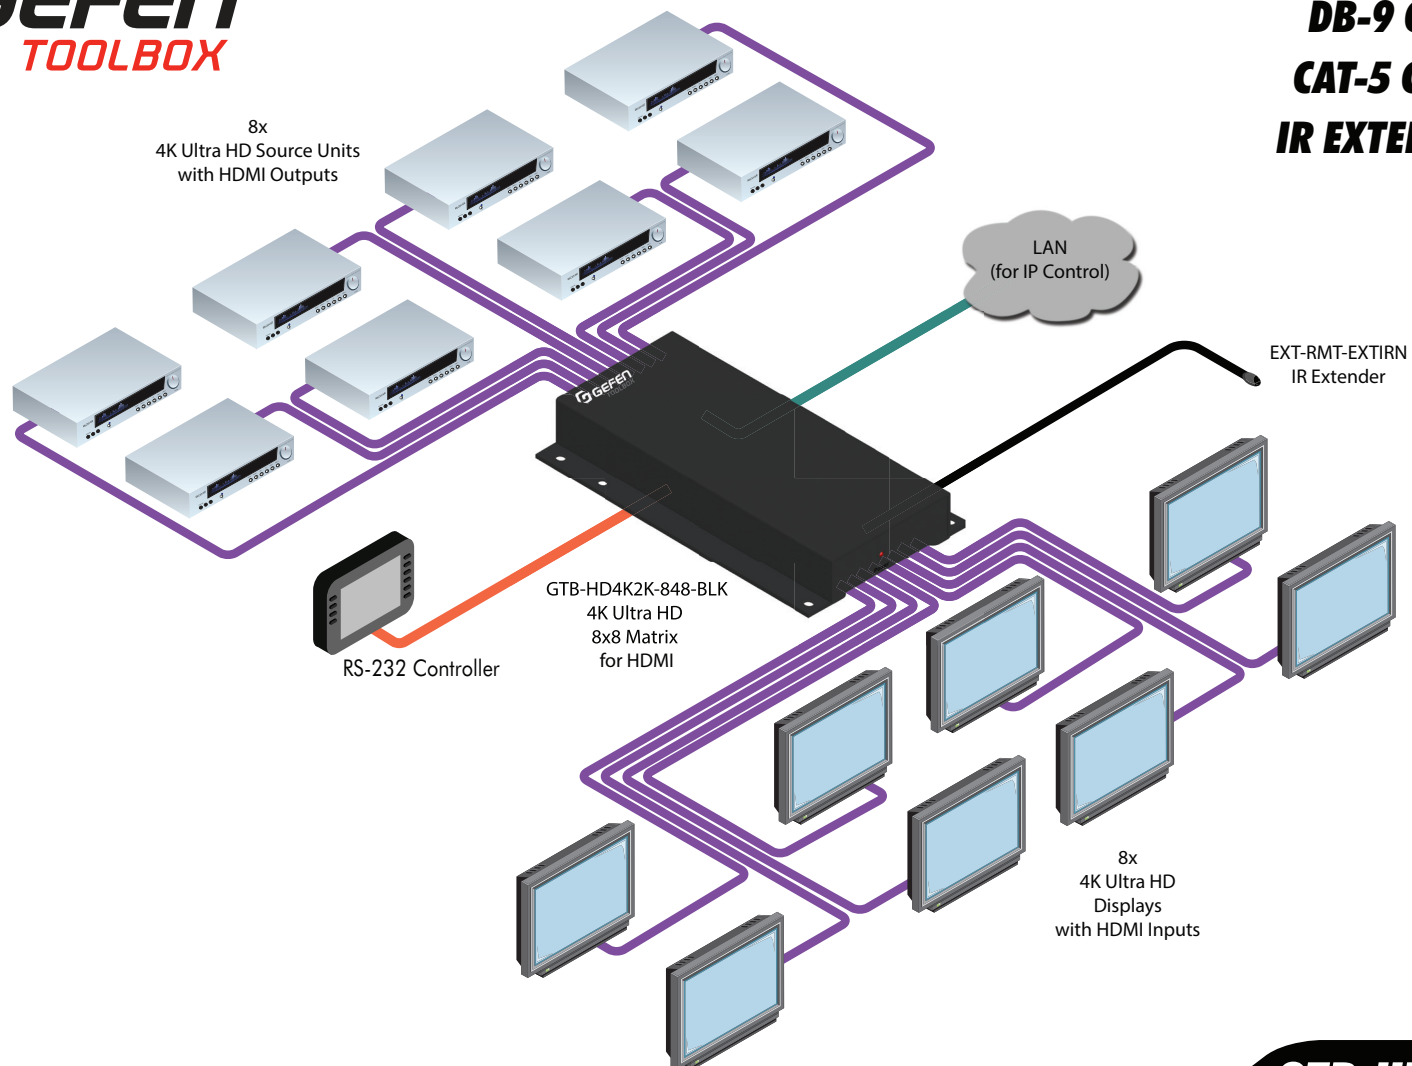 GEFEN
TOOLBOX
DB-9
CAT-5
IR
8x
4K Ultra HD Source Units
with HDMI Outputs
LAN
(for IP Control)
EXT-RMT-EXTIRN
IR Extender
GEFEN
TOOLBOX
GTB-HD4K2K-848-BLK
4K Ultra HD
8x8 Matrix
for HDMI
RS-232 Controller
8x
4K Ultra HD
Displays
with HDMI Inputs